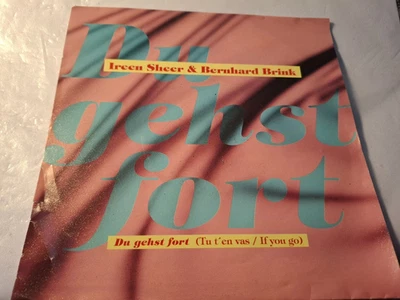 Du
Ireen Sheer & Bernhard Brink
gehst
fort
Du gehst fort (Tu t'en vas / If you go)